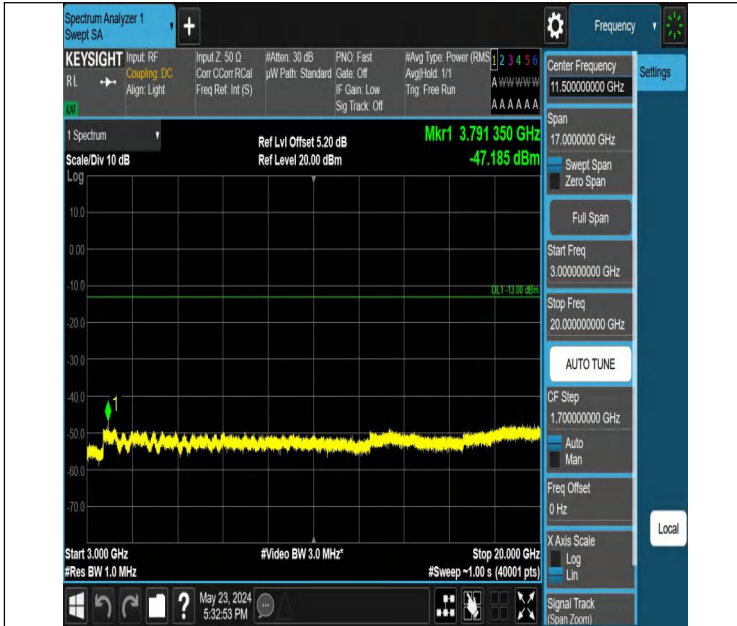 Spectrum Analyzer 1
Swept SA
+
Frequency
KEYSIGHT
RL
Input: RF
Coupling: DC
Align: Light
Input Z: 50 Ω
Corr CCorr RCal
Freq Ref: Int (S)
#Atten: 30 dB
µW Path: Standard
PNO: Fast
Gate: Off
IF Gain: Low
Sig Track: Off
#Avg Type: Power (RMS
Avg|Hold: 1/1
Trig: Free Run
1 2 3 4 5 6
A W W W W W
A A A A A A
1 Spectrum
Scale/Div 10 dB
Log
Ref Lvl Offset 5.20 dB
Ref Level 20.00 dBm
Mkr1 3.791 350 GHz
-47.185 dBm
10.0
0.00
-10.0
DL1 -13.00 dBm
-20.0
-30.0
-40.0
1
-50.0
-60.0
-70.0
Start 3.000 GHz
#Res BW 1.0 MHz
#Video BW 3.0 MHz*
Stop 20.000 GHz
#Sweep ~1.00 s (40001 pts)
?
May 23, 2024
5:32:53 PM
Center Frequency
11.500000000 GHz
Settings
Span
17.0000000 GHz
Swept Span
Zero Span
Full Span
Start Freq
3.000000000 GHz
Stop Freq
20.000000000 GHz
AUTO TUNE
CF Step
1.700000000 GHz
Auto
Man
Freq Offset
0 Hz
X Axis Scale
Log
Lin
Local
Signal Track
(Span Zoom)